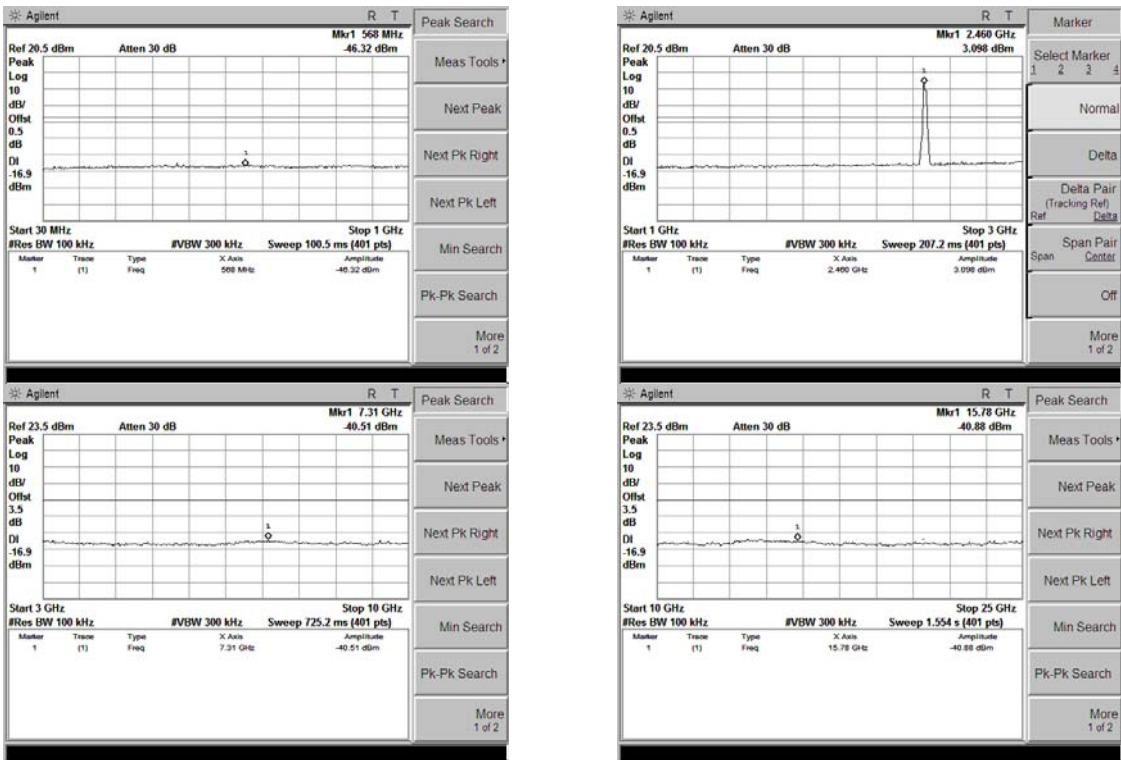 Agilent R T
Peak Search
Mkr1 568 MHz
Ref 20.5 dBm Atten 30 dB -46.32 dBm
Peak
Log
10
dB/
Offst
0.5
dB
DI
-16.9
dBm
1
Start 30 MHz Stop 1 GHz
#Res BW 100 kHz #VBW 300 kHz Sweep 100.5 ms (401 pts)
Marker Trace Type X Axis Amplitude
1 (1) Freq 568 MHz -46.32 dBm
Meas Tools
Next Peak
Next Pk Right
Next Pk Left
Min Search
Pk-Pk Search
More
1 of 2
Agilent R T
Marker
Mkr1 2.460 GHz
Ref 20.5 dBm Atten 30 dB 3.098 dBm
Peak
Log
10
dB/
Offst
0.5
dB
DI
-16.9
dBm
1
Start 1 GHz Stop 3 GHz
#Res BW 100 kHz #VBW 300 kHz Sweep 207.2 ms (401 pts)
Marker Trace Type X Axis Amplitude
1 (1) Freq 2.460 GHz 3.098 dBm
Select Marker
1 2 3 4
Normal
Delta
Delta Pair
(Tracking Ref)
Ref Delta
Span Pair
Span Center
Off
More
1 of 2
Agilent R T
Peak Search
Mkr1 7.31 GHz
Ref 23.5 dBm Atten 30 dB -40.51 dBm
Peak
Log
10
dB/
Offst
3.5
dB
DI
-16.9
dBm
1
Start 3 GHz Stop 10 GHz
#Res BW 100 kHz #VBW 300 kHz Sweep 725.2 ms (401 pts)
Marker Trace Type X Axis Amplitude
1 (1) Freq 7.31 GHz -40.51 dBm
Meas Tools
Next Peak
Next Pk Right
Next Pk Left
Min Search
Pk-Pk Search
More
1 of 2
Agilent R T
Peak Search
Mkr1 15.78 GHz
Ref 23.5 dBm Atten 30 dB -40.88 dBm
Peak
Log
10
dB/
Offst
3.5
dB
DI
-16.9
dBm
1
Start 10 GHz Stop 25 GHz
#Res BW 100 kHz #VBW 300 kHz Sweep 1.554 s (401 pts)
Marker Trace Type X Axis Amplitude
1 (1) Freq 15.78 GHz -40.88 dBm
Meas Tools
Next Peak
Next Pk Right
Next Pk Left
Min Search
Pk-Pk Search
More
1 of 2